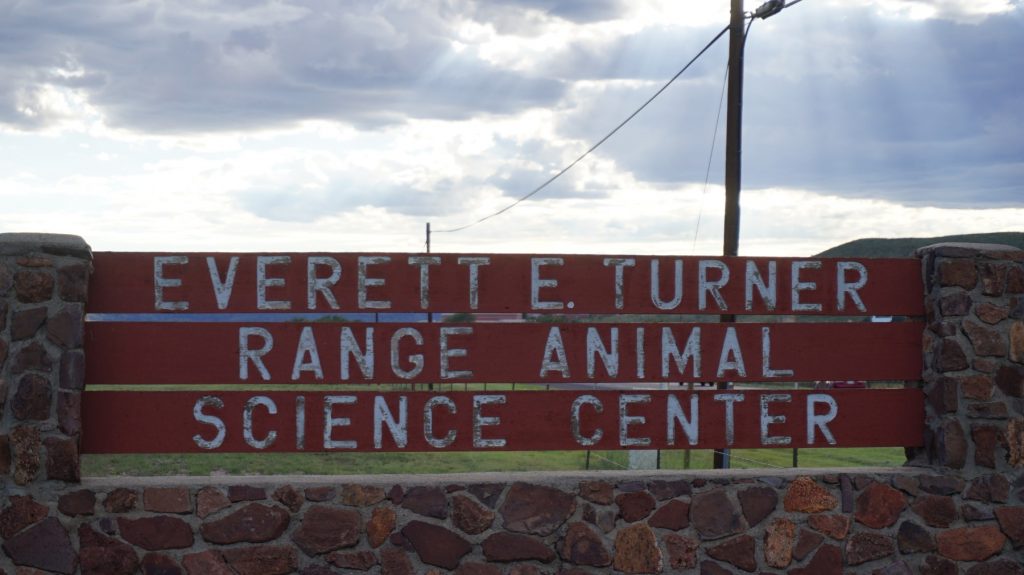 EVERETT E. TURNER
RANGE ANIMAL
SCIENCE CENTER